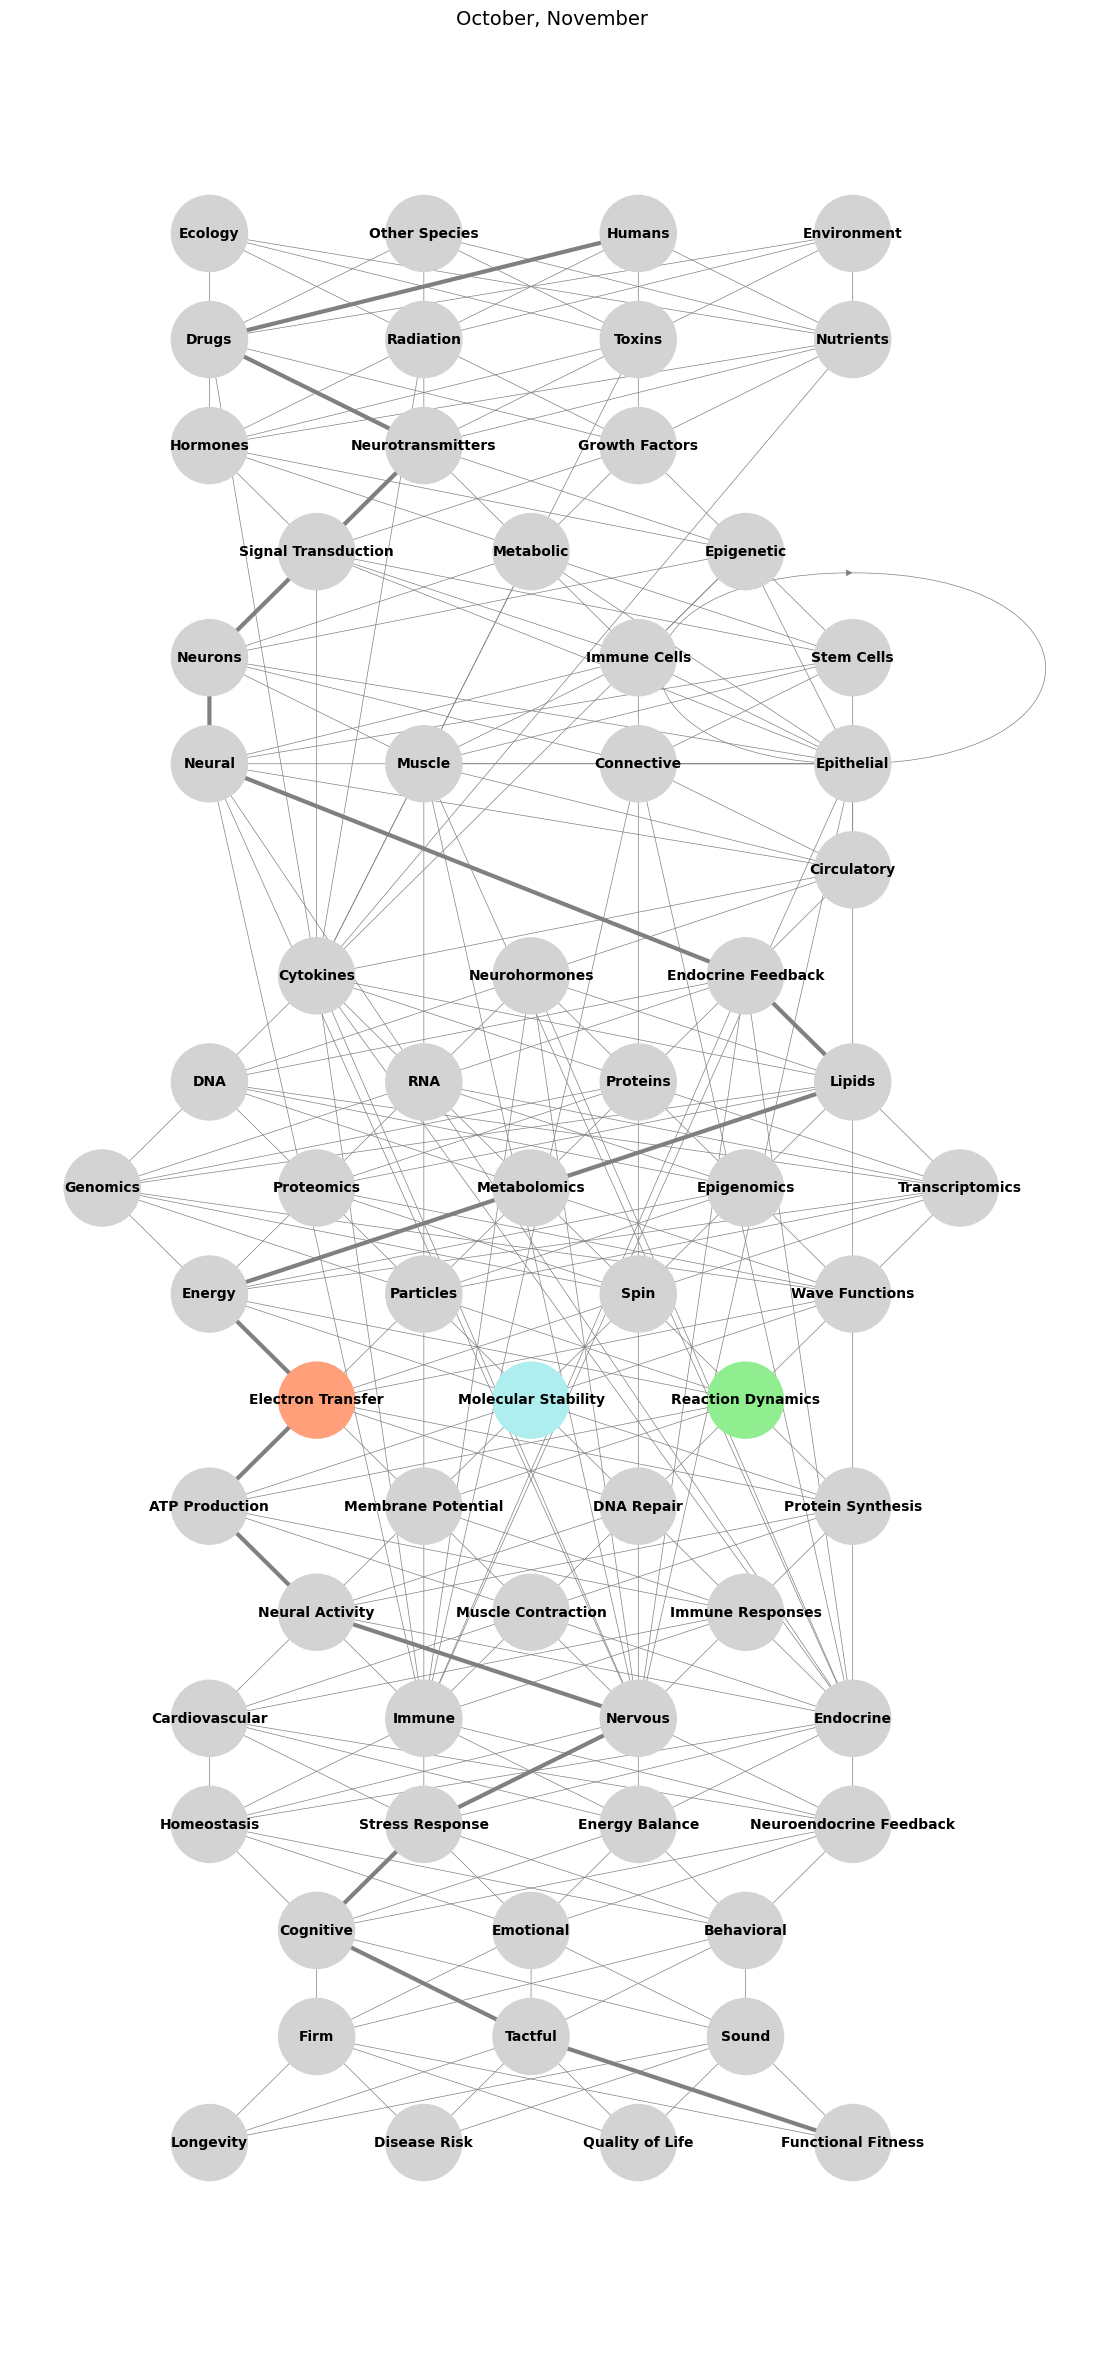 October, November
Ecology Other Species Humans Environment
Drugs Radiation Toxins Nutrients
Hormones Neurotransmitters Growth Factors
Signal Transduction Metabolic Epigenetic
Neurons Immune Cells Stem Cells
Neural Muscle Connective Epithelial
Circulatory
Cytokines Neurohormones Endocrine Feedback
DNA RNA Proteins Lipids
Genomics Proteomics Metabolomics Epigenomics Transcriptomics
Energy Particles Spin Wave Functions
Electron Transfer Molecular Stability Reaction Dynamics
ATP Production Membrane Potential DNA Repair Protein Synthesis
Neural Activity Muscle Contraction Immune Responses
Cardiovascular Immune Nervous Endocrine
Homeostasis Stress Response Energy Balance Neuroendocrine Feedback
Cognitive Emotional Behavioral
Firm Tactful Sound
Longevity Disease Risk Quality of Life Functional Fitness